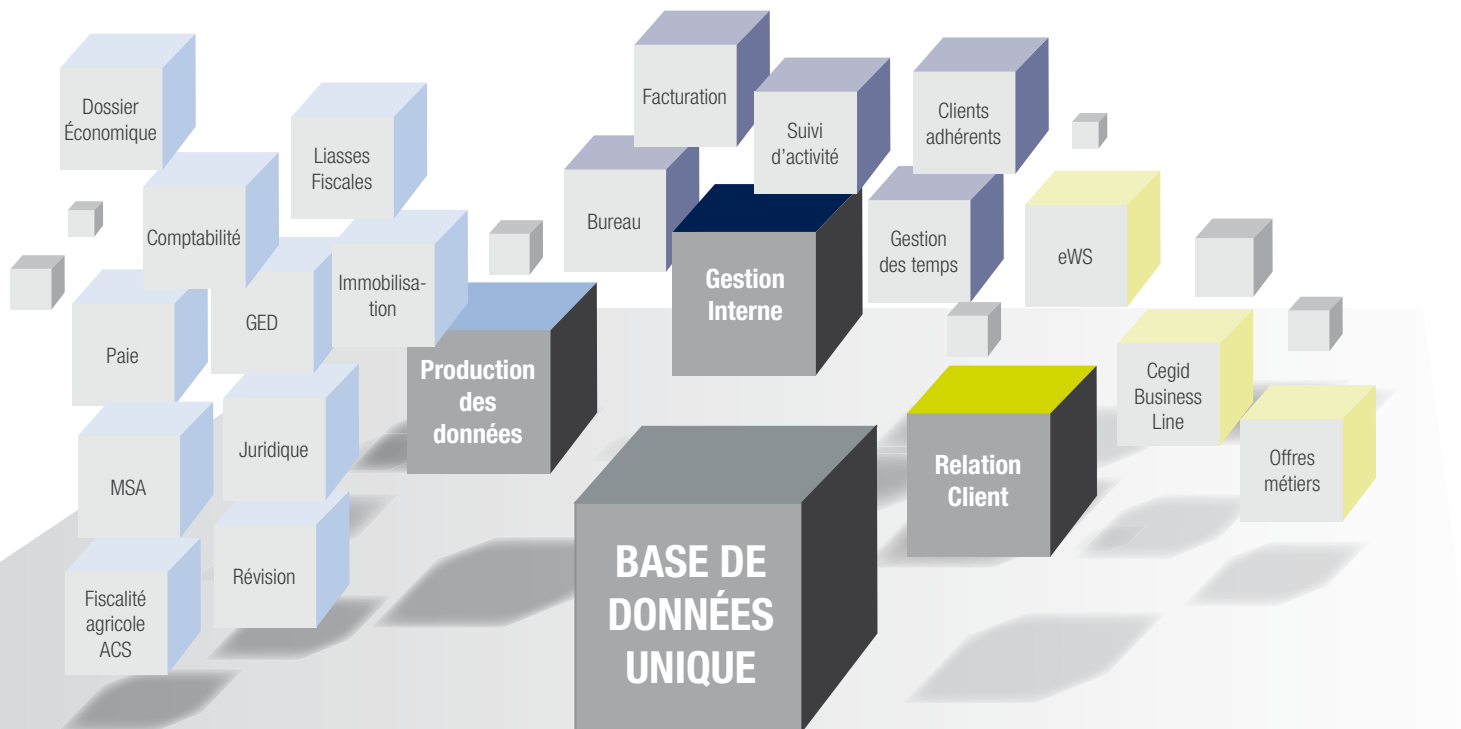 Dossier
Économique
Liasses
Fiscales
Comptabilité
Immobilisa-
tion
GED
Paie
Juridique
MSA
Révision
Fiscalité
agricole
ACS
Production
des
données
Facturation
Suivi
d’activité
Clients
adhérents
Bureau
Gestion
des temps
Gestion
Interne
eWS
Cegid
Business
Line
Offres
métiers
Relation
Client
BASE DE
DONNÉES
UNIQUE